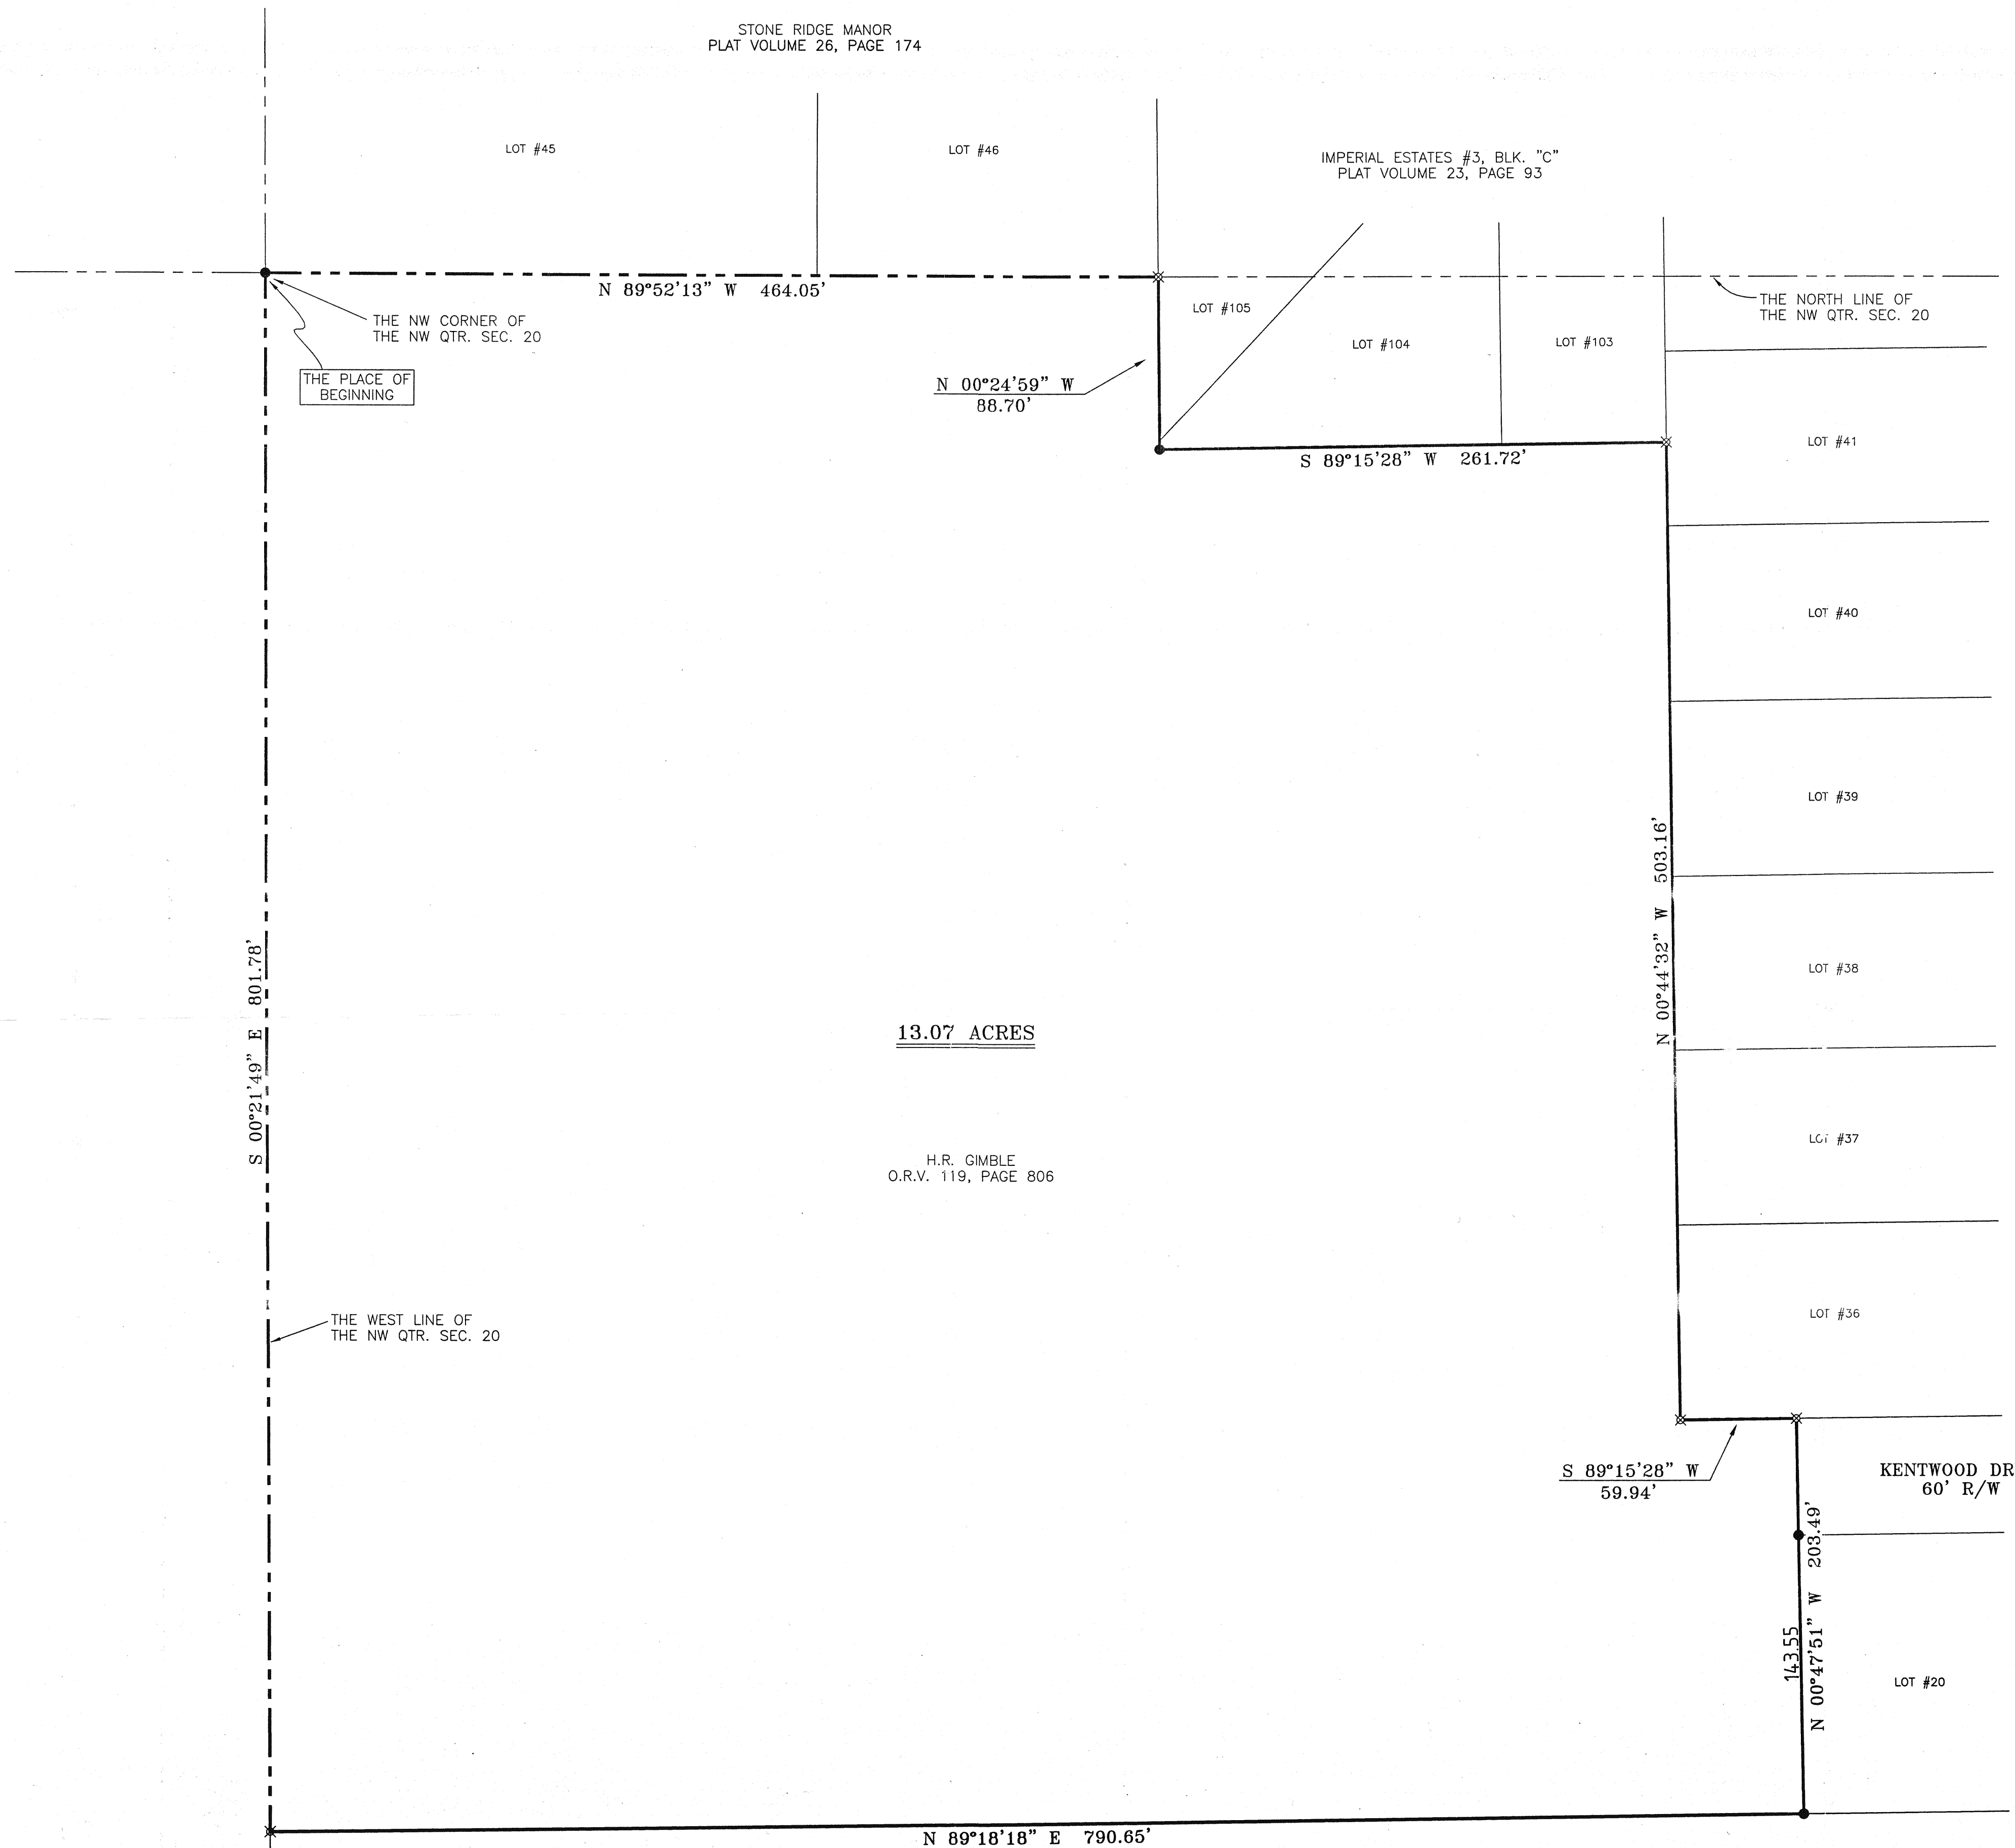 STONE RIDGE MANOR
PLAT VOLUME 26, PAGE 174
LOT #45
LOT #46
IMPERIAL ESTATES #3, BLK. "C"
PLAT VOLUME 23, PAGE 93
N 89°52'13" W 464.05'
THE NW CORNER OF
THE NW QTR. SEC. 20
THE PLACE OF
BEGINNING
LOT #105
LOT #104
LOT #103
THE NORTH LINE OF
THE NW QTR. SEC. 20
N 00°24'59" W
88.70'
S 89°15'28" W 261.72'
LOT #41
LOT #40
LOT #39
N 00°44'32" W 503.16'
LOT #38
S 00°21'49" E 801.78'
13.07 ACRES
LOT #37
H.R. GIMBLE
O.R.V. 119, PAGE 806
LOT #36
THE WEST LINE OF
THE NW QTR. SEC. 20
S 89°15'28" W
59.94'
KENTWOOD DR
60' R/W
N 00°47'51" W 203.49'
143.55
LOT #20
N 89°18'18" E 790.65'